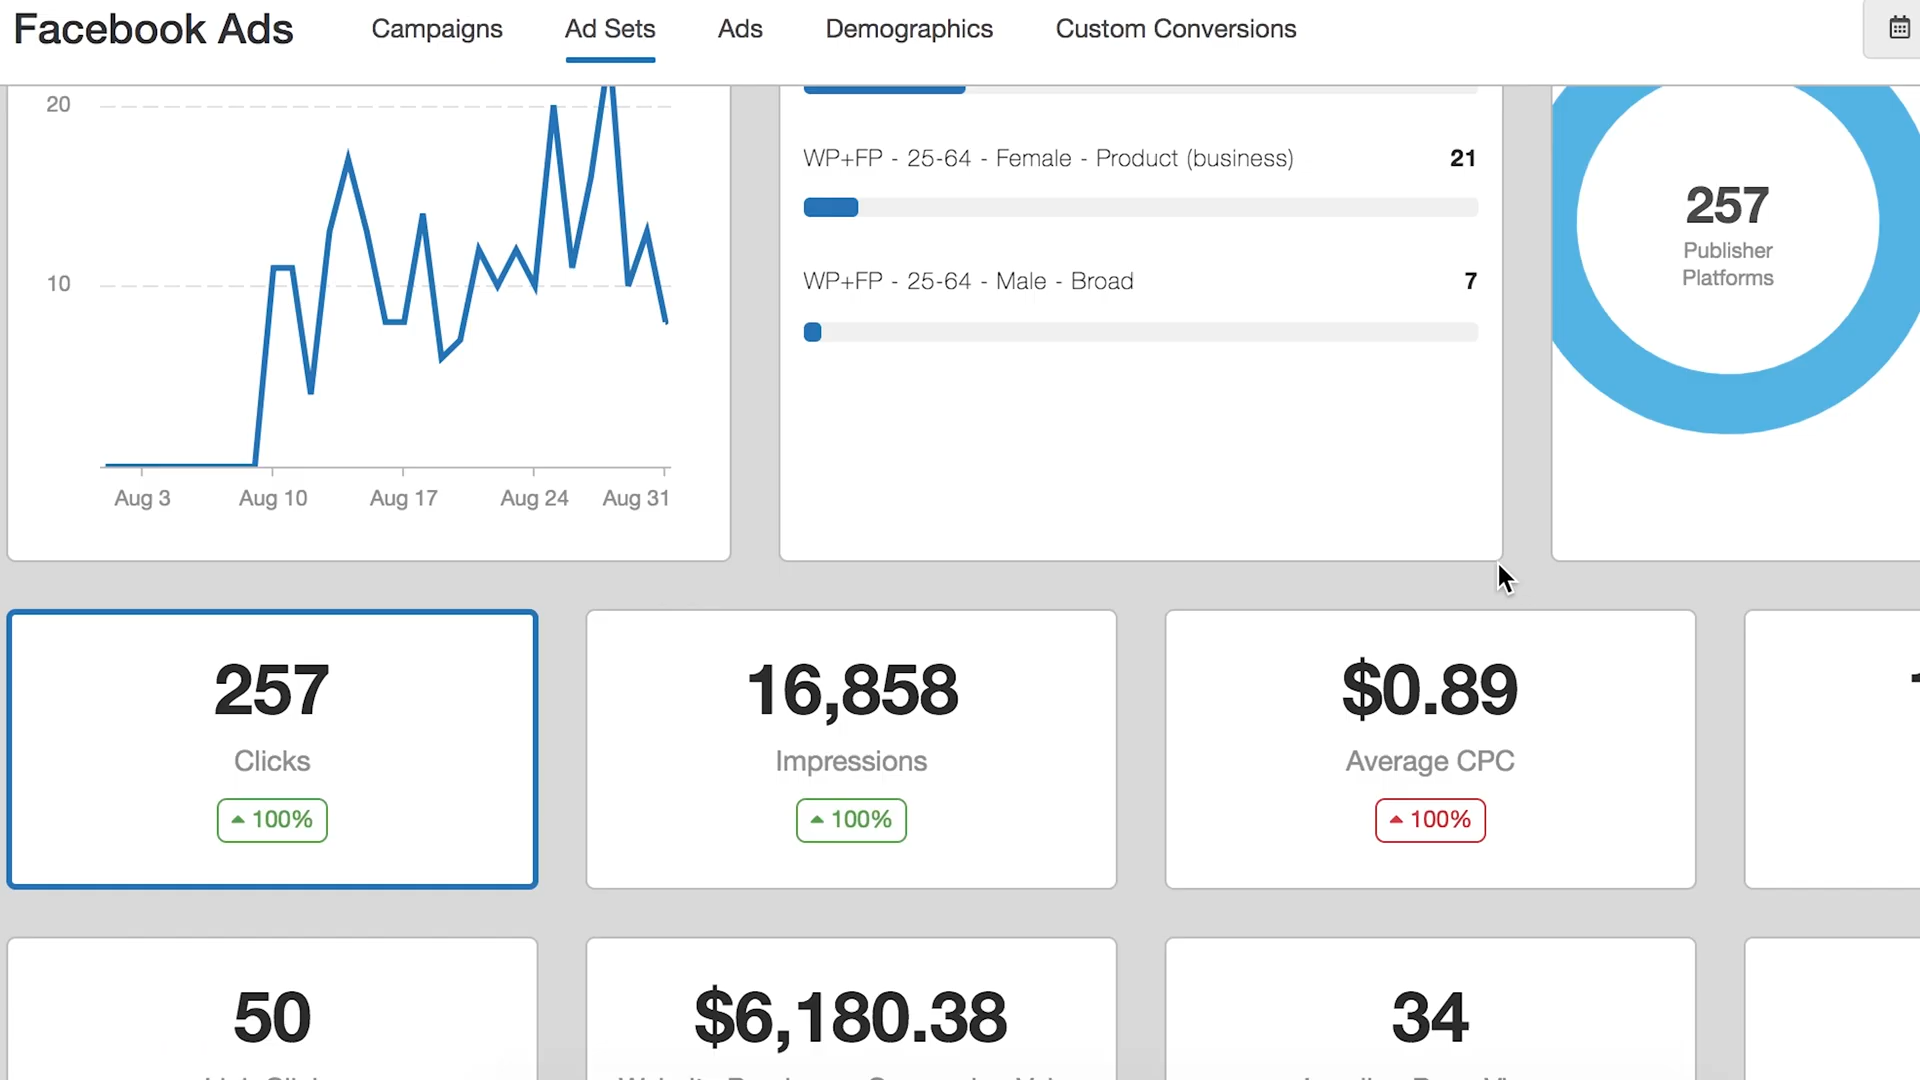 Facebook Ads
Campaigns
Ad Sets
Ads
Demographics
Custom Conversions
20
10
Aug 3
Aug 10
Aug 17
Aug 24
Aug 31
WP+FP - 25-64 - Female - Product (business)
21
WP+FP - 25-64 - Male - Broad
7
257
Publisher
Platforms
257
Clicks
100%
16,858
Impressions
100%
$0.89
Average CPC
100%
50
$6,180.38
34